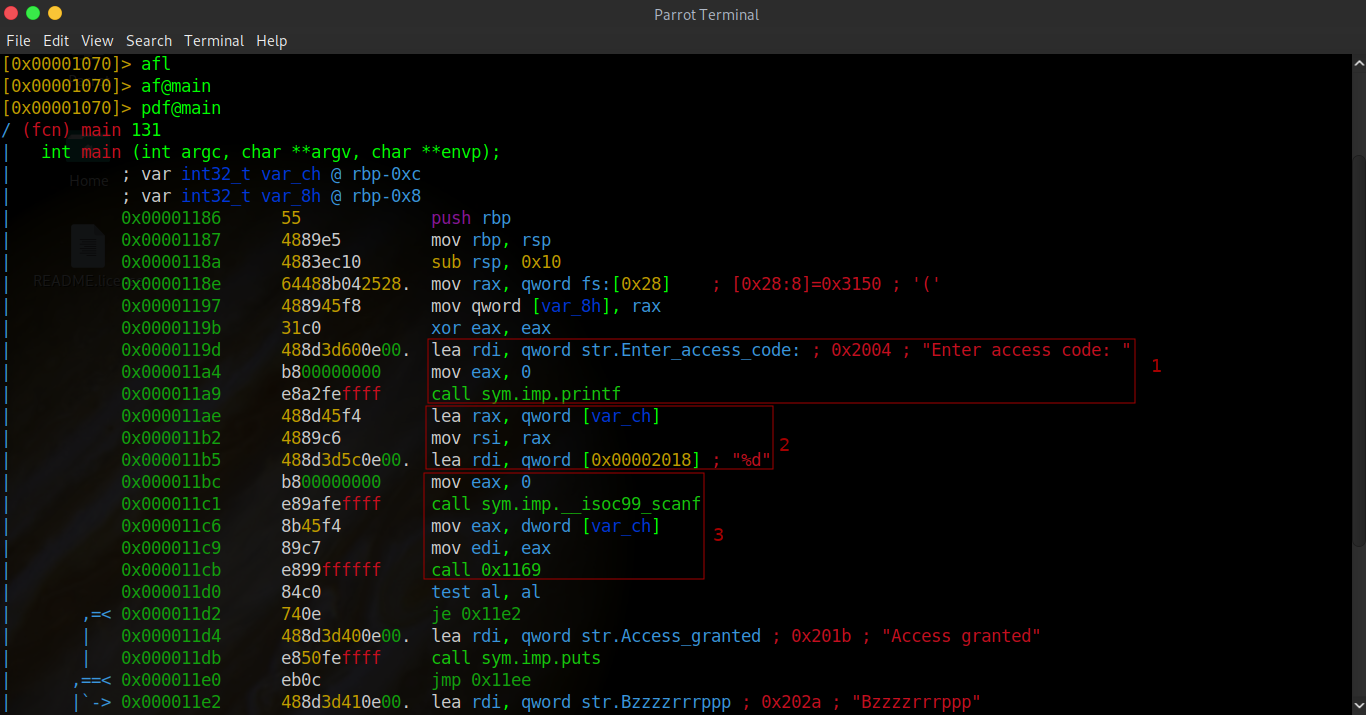 Parrot Terminal
File Edit View Search Terminal Help
[0x00001070]> afl
[0x00001070]> af@main
[0x00001070]> pdf@main
/ (fcn) main 131
|   int main (int argc, char **argv, char **envp);
|           ; var int32_t var_ch @ rbp-0xc
Home
|           ; var int32_t var_8h @ rbp-0x8
|           0x00001186      55             push rbp
|           0x00001187      4889e5         mov rbp, rsp
|           0x0000118a      4883ec10       sub rsp, 0x10
README.lice
|           0x0000118e      64488b042528.  mov rax, qword fs:[0x28]    ; [0x28:8]=0x3150 ; '('
|           0x00001197      488945f8       mov qword [var_8h], rax
|           0x0000119b      31c0           xor eax, eax
|           0x0000119d      488d3d600e00.  lea rdi, qword str.Enter_access_code: ; 0x2004 ; "Enter access code: "
1
|           0x000011a4      b800000000     mov eax, 0
|           0x000011a9      e8a2feffff     call sym.imp.printf
|           0x000011ae      488d45f4       lea rax, qword [var_ch]
|           0x000011b2      4889c6         mov rsi, rax
2
|           0x000011b5      488d3d5c0e00.  lea rdi, qword [0x00002018] ; "%d"
|           0x000011bc      b800000000     mov eax, 0
|           0x000011c1      e89afeffff     call sym.imp.__isoc99_scanf
|           0x000011c6      8b45f4         mov eax, dword [var_ch]
3
|           0x000011c9      89c7           mov edi, eax
|           0x000011cb      e899ffffff     call 0x1169
|           0x000011d0      84c0           test al, al
|       ,=< 0x000011d2      740e           je 0x11e2
|       |   0x000011d4      488d3d400e00.  lea rdi, qword str.Access_granted ; 0x201b ; "Access granted"
|       |   0x000011db      e850feffff     call sym.imp.puts
|      ,==< 0x000011e0      eb0c           jmp 0x11ee
|      |`-> 0x000011e2      488d3d410e00.  lea rdi, qword str.Bzzzzrrrppp ; 0x202a ; "Bzzzzrrrppp"